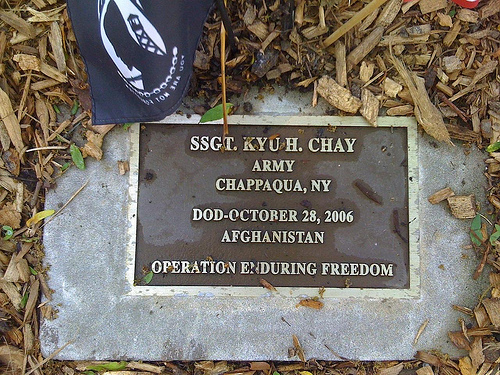 SSGT. KYU H. CHAY
ARMY
CHAPPAQUA, NY
DOD-OCTOBER 28, 2006
AFGHANISTAN
OPERATION ENDURING FREEDOM